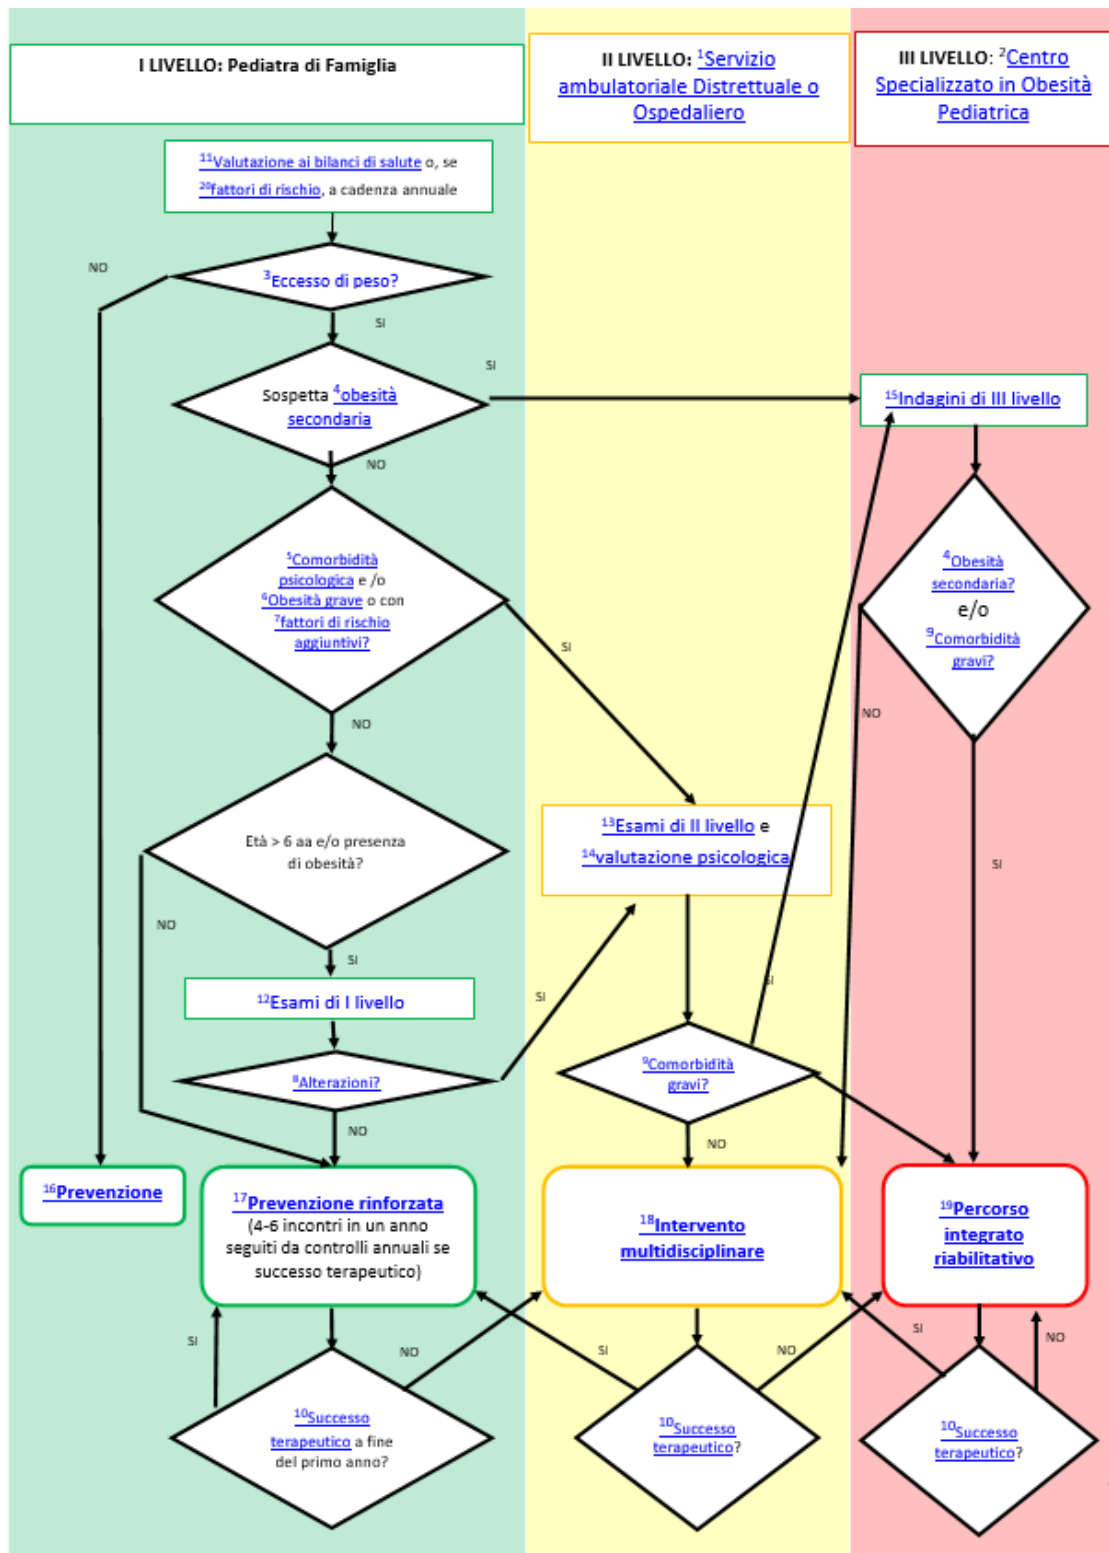 I LIVELLO: Pediatra di Famiglia
II LIVELLO: ¹Servizio
ambulatoriale Distrettuale o
Ospedaliero
III LIVELLO: ²Centro
Specializzato in Obesità
Pediatrica
¹¹Valutazione ai bilanci di salute o, se
²⁰fattori di rischio, a cadenza annuale
NO
³Eccesso di peso?
SI
SI
Sospetta ⁴obesità
secondaria
¹⁵Indagini di III livello
NO
⁵Comorbidità
psicologica e /o
⁶Obesità grave o con
⁷fattori di rischio
aggiuntivi?
⁴Obesità
secondaria?
e/o
⁹Comorbidità
gravi?
SI
NO
NO
Età > 6 aa e/o presenza
di obesità?
¹³Esami di II livello e
¹⁴valutazione psicologica
SI
NO
SI
¹²Esami di I livello
SI
SI
⁸Alterazioni?
⁹Comorbidità
gravi?
NO
NO
¹⁶Prevenzione
¹⁷Prevenzione rinforzata
(4-6 incontri in un anno
seguiti da controlli annuali se
successo terapeutico)
¹⁸Intervento
multidisciplinare
¹⁹Percorso
integrato
riabilitativo
SI
NO
SI
NO
SI
NO
¹⁰Successo
terapeutico a fine
del primo anno?
¹⁰Successo
terapeutico?
¹⁰Successo
terapeutico?